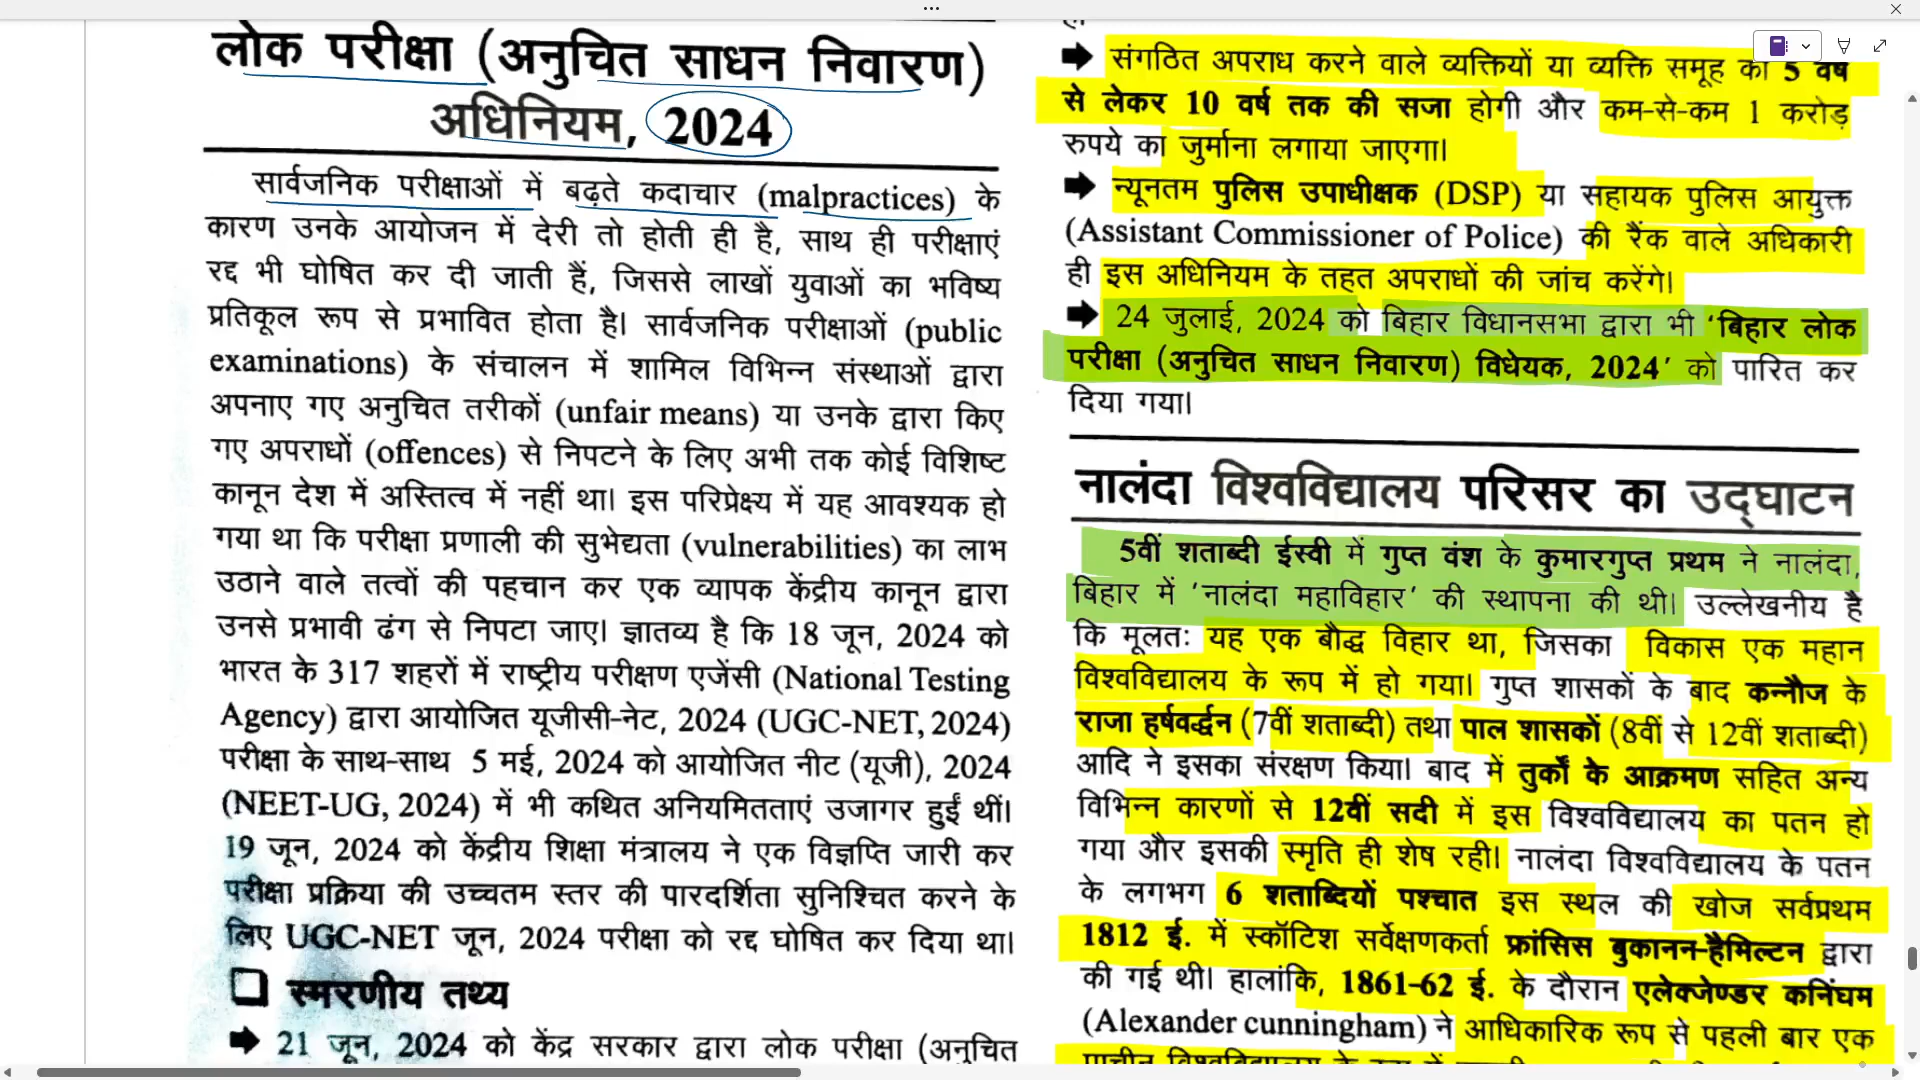 लोक परीक्षा (अनुचित साधन निवारण)
अधिनियम, 2024
सार्वजनिक परीक्षाओं में बढ़ते कदाचार (malpractices) के
कारण उनके आयोजन में देरी तो होती ही है, साथ ही परीक्षाएं
रद्द भी घोषित कर दी जाती हैं, जिससे लाखों युवाओं का भविष्य
प्रतिकूल रूप से प्रभावित होता है। सार्वजनिक परीक्षाओं (public
examinations) के संचालन में शामिल विभिन्न संस्थाओं द्वारा
अपनाए गए अनुचित तरीकों (unfair means) या उनके द्वारा किए
गए अपराधों (offences) से निपटने के लिए अभी तक कोई विशिष्ट
कानून देश में अस्तित्व में नहीं था। इस परिप्रेक्ष्य में यह आवश्यक हो
गया था कि परीक्षा प्रणाली की सुभेद्यता (vulnerabilities) का लाभ
उठाने वाले तत्वों की पहचान कर एक व्यापक केंद्रीय कानून द्वारा
उनसे प्रभावी ढंग से निपटा जाए। ज्ञातव्य है कि 18 जून, 2024 को
भारत के 317 शहरों में राष्ट्रीय परीक्षण एजेंसी (National Testing
Agency) द्वारा आयोजित यूजीसी-नेट, 2024 (UGC-NET, 2024)
परीक्षा के साथ-साथ 5 मई, 2024 को आयोजित नीट (यूजी), 2024
(NEET-UG, 2024) में भी कथित अनियमितताएं उजागर हुईं थीं।
19 जून, 2024 को केंद्रीय शिक्षा मंत्रालय ने एक विज्ञप्ति जारी कर
परीक्षा प्रक्रिया की उच्चतम स्तर की पारदर्शिता सुनिश्चित करने के
लिए UGC-NET जून, 2024 परीक्षा को रद्द घोषित कर दिया था।
❑ स्मरणीय तथ्य
➡ 21 जून, 2024 को केंद्र सरकार द्वारा लोक परीक्षा (अनुचित
➡ संगठित अपराध करने वाले व्यक्तियों या व्यक्ति समूह को 5 वर्ष
से लेकर 10 वर्ष तक की सजा होगी और कम-से-कम 1 करोड़
रुपये का जुर्माना लगाया जाएगा।
➡ न्यूनतम पुलिस उपाधीक्षक (DSP) या सहायक पुलिस आयुक्त
(Assistant Commissioner of Police) की रैंक वाले अधिकारी
ही इस अधिनियम के तहत अपराधों की जांच करेंगे।
➡ 24 जुलाई, 2024 को बिहार विधानसभा द्वारा भी 'बिहार लोक
परीक्षा (अनुचित साधन निवारण) विधेयक, 2024' को पारित कर
दिया गया।
नालंदा विश्वविद्यालय परिसर का उद्घाटन
5वीं शताब्दी ईस्वी में गुप्त वंश के कुमारगुप्त प्रथम ने नालंदा,
बिहार में 'नालंदा महाविहार' की स्थापना की थी। उल्लेखनीय है
कि मूलतः यह एक बौद्ध विहार था, जिसका विकास एक महान
विश्वविद्यालय के रूप में हो गया। गुप्त शासकों के बाद कन्नौज के
राजा हर्षवर्द्धन (7वीं शताब्दी) तथा पाल शासकों (8वीं से 12वीं शताब्दी)
आदि ने इसका संरक्षण किया। बाद में तुर्कों के आक्रमण सहित अन्य
विभिन्न कारणों से 12वीं सदी में इस विश्वविद्यालय का पतन हो
गया और इसकी स्मृति ही शेष रही। नालंदा विश्वविद्यालय के पतन
के लगभग 6 शताब्दियों पश्चात इस स्थल की खोज सर्वप्रथम
1812 ई. में स्कॉटिश सर्वेक्षणकर्ता फ्रांसिस बुकानन-हैमिल्टन द्वारा
की गई थी। हालांकि, 1861-62 ई. के दौरान एलेक्जेण्डर कनिंघम
(Alexander cunningham) ने आधिकारिक रूप से पहली बार एक